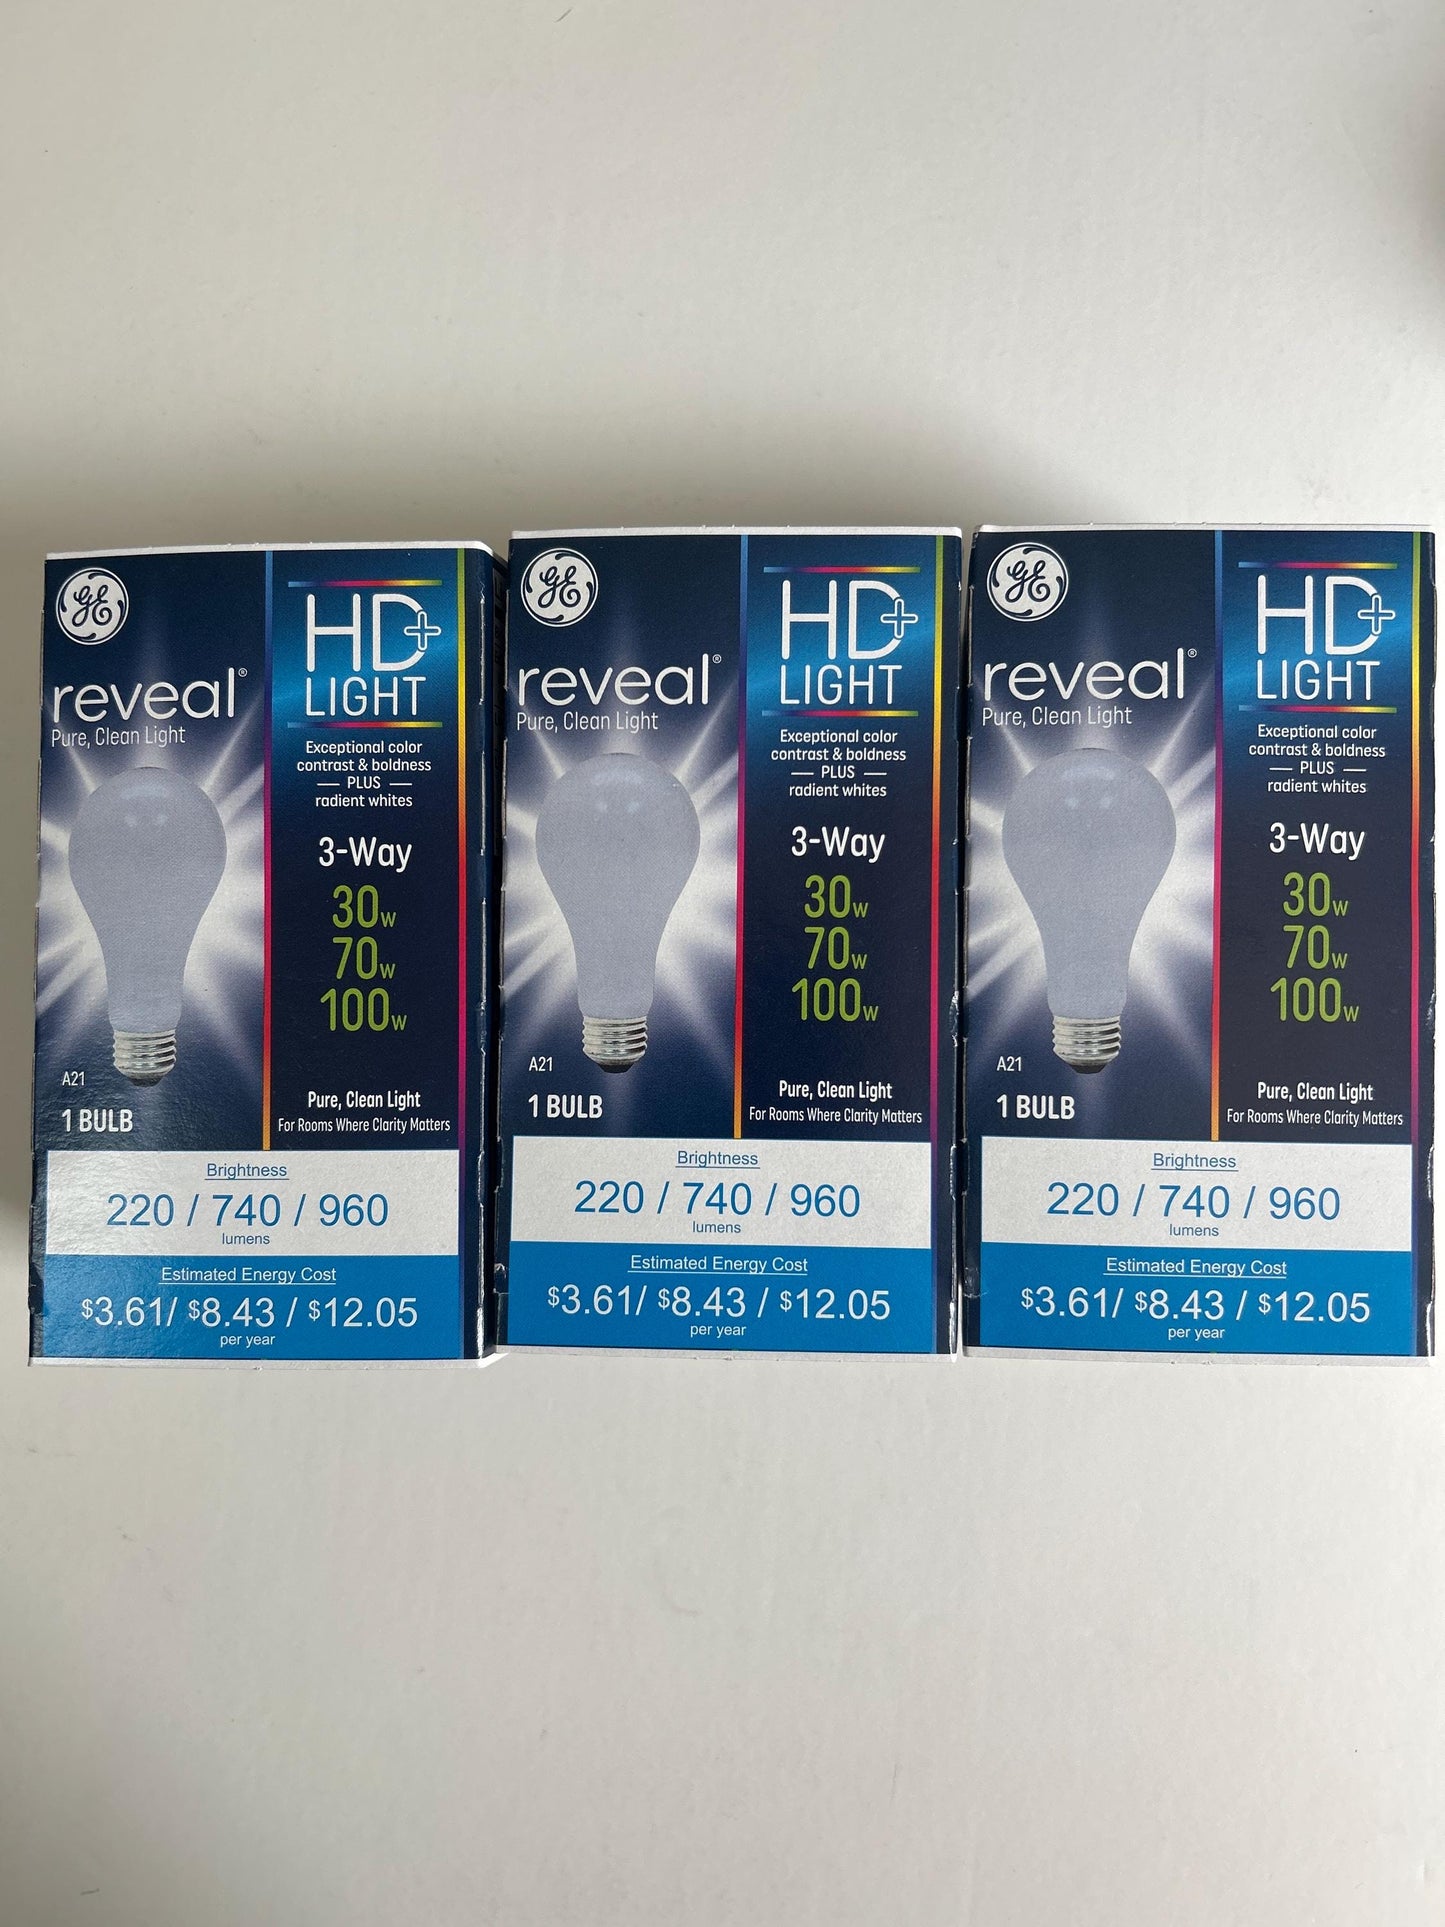 GE
reveal®
Pure, Clean Light
HD+
LIGHT
Exceptional color
contrast & boldness
— PLUS —
radient whites
3-Way
30w
70w
100w
A21
1 BULB
Pure, Clean Light
For Rooms Where Clarity Matters
Brightness
220 / 740 / 960
lumens
Estimated Energy Cost
$3.61/ $8.43 / $12.05
per year
GE
reveal®
Pure, Clean Light
HD+
LIGHT
Exceptional color
contrast & boldness
— PLUS —
radient whites
3-Way
30w
70w
100w
A21
1 BULB
Pure, Clean Light
For Rooms Where Clarity Matters
Brightness
220 / 740 / 960
lumens
Estimated Energy Cost
$3.61/ $8.43 / $12.05
per year
GE
reveal®
Pure, Clean Light
HD+
LIGHT
Exceptional color
contrast & boldness
— PLUS —
radient whites
3-Way
30w
70w
100w
A21
1 BULB
Pure, Clean Light
For Rooms Where Clarity Matters
Brightness
220 / 740 / 960
lumens
Estimated Energy Cost
$3.61/ $8.43 / $12.05
per year